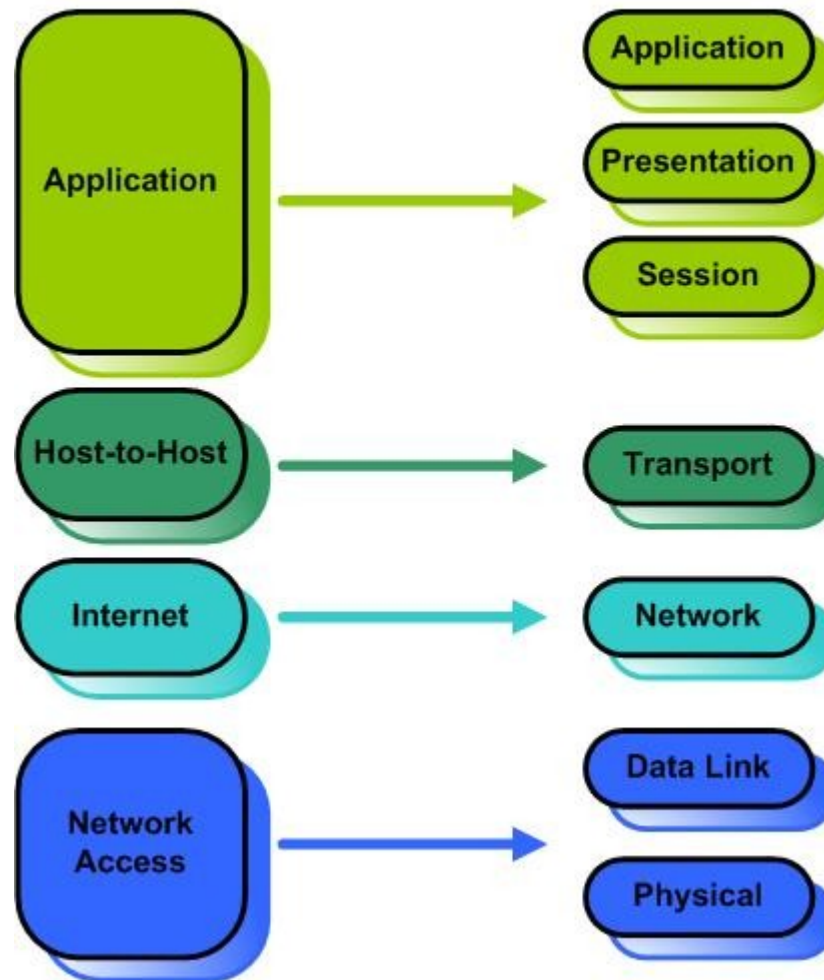 Application
Application
Presentation
Session
Host-to-Host
Transport
Internet
Network
Network
Access
Data Link
Physical